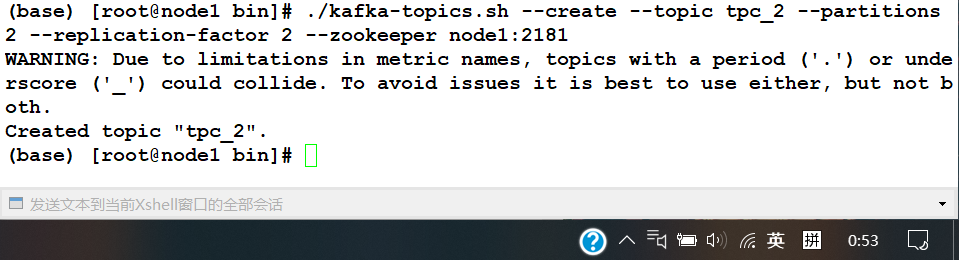 (base) [root@node1 bin]# ./kafka-topics.sh --create --topic tpc_2 --partitions
2 --replication-factor 2 --zookeeper node1:2181
WARNING: Due to limitations in metric names, topics with a period ('.') or unde
rscore ('_') could collide. To avoid issues it is best to use either, but not b
oth.
Created topic "tpc_2".
(base) [root@node1 bin]#
发送文本到当前Xshell窗口的全部会话
英 拼 0:53